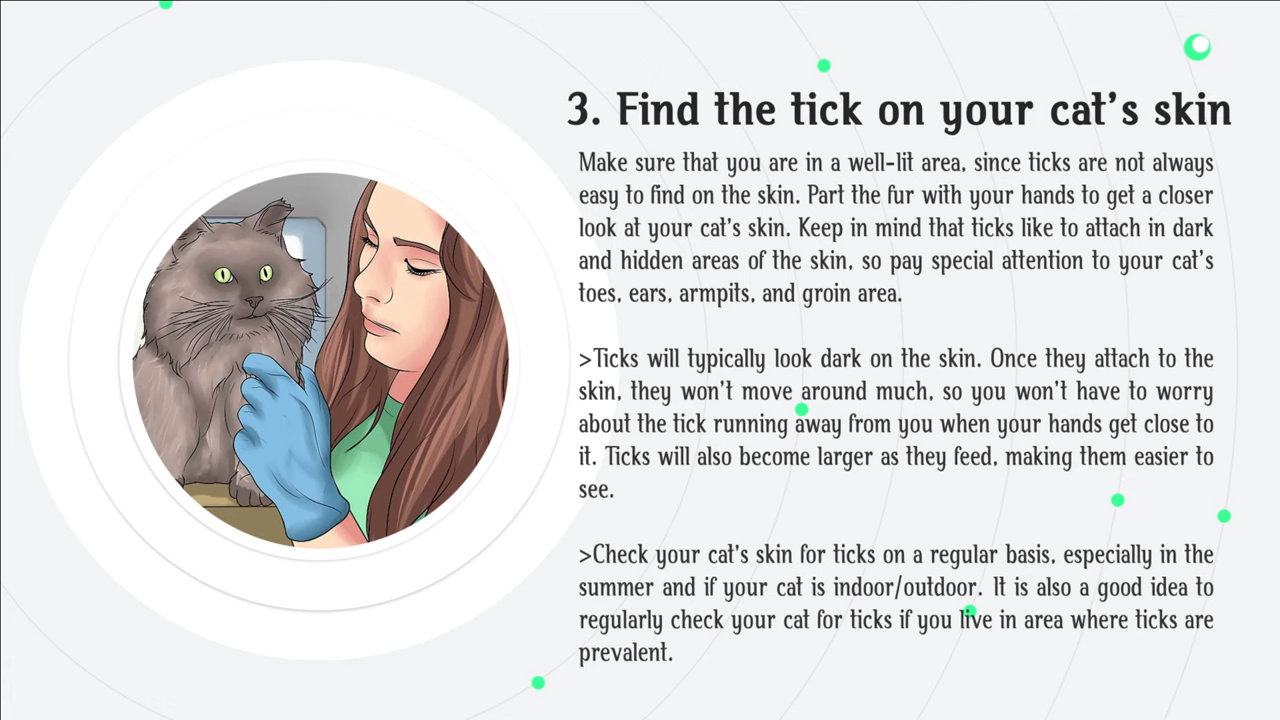 3. Find the tick on your cat's skin
Make sure that you are in a well-lit area, since ticks are not always
easy to find on the skin. Part the fur with your hands to get a closer
look at your cat's skin. Keep in mind that ticks like to attach in dark
and hidden areas of the skin, so pay special attention to your cat's
toes, ears, armpits, and groin area.
>Ticks will typically look dark on the skin. Once they attach to the
skin, they won't move around much, so you won't have to worry
about the tick running away from you when your hands get close to
it. Ticks will also become larger as they feed, making them easier to
see.
>Check your cat's skin for ticks on a regular basis, especially in the
summer and if your cat is indoor/outdoor. It is also a good idea to
regularly check your cat for ticks if you live in area where ticks are
prevalent.